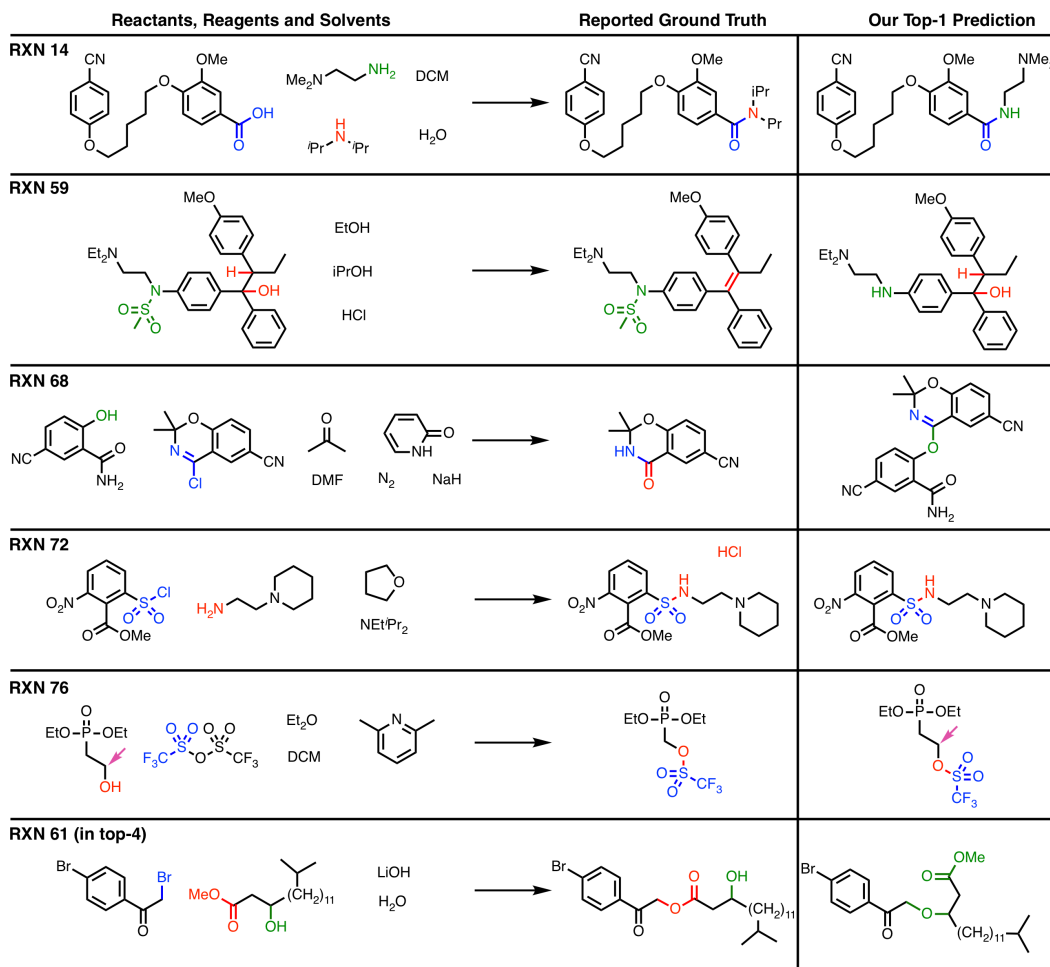 Reactants, Reagents and Solvents Reported Ground Truth Our Top-1 Prediction
RXN 14
CN O OMe OH O O Me2N NH2 DCM iPr H N iPr H2O
CN O OMe iPr N iPr O O
CN O OMe NMe2 NH O O
RXN 59
MeO Et2N H OH N O S O EtOH iPrOH HCl
MeO Et2N N O S O
MeO Et2N H HN OH
RXN 68
OH NC O NH2 O N CN Cl O DMF O NH N2 NaH
O HN CN O
O N CN O NC O NH2
RXN 72
O2N Cl S O O O OMe H2N N O NEtiPr2
HCl O2N H N S O O N O OMe
O2N H N S O O N O OMe
RXN 76
O EtO P OEt OH O O O O F3C S O S CF3 Et2O DCM N
O EtO P OEt O O S O CF3
O EtO P OEt O S O O CF3
RXN 61 (in top-4)
Br Br O MeO O OH (CH2)11 LiOH H2O
Br O O O OH (CH2)11
Br O O O OMe (CH2)11